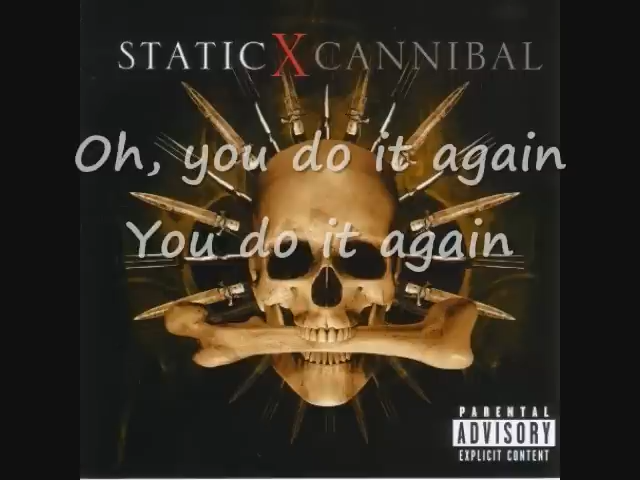 STATIC X CANNIBAL
Oh, you do it again
You do it again
PARENTAL
ADVISORY
EXPLICIT CONTENT